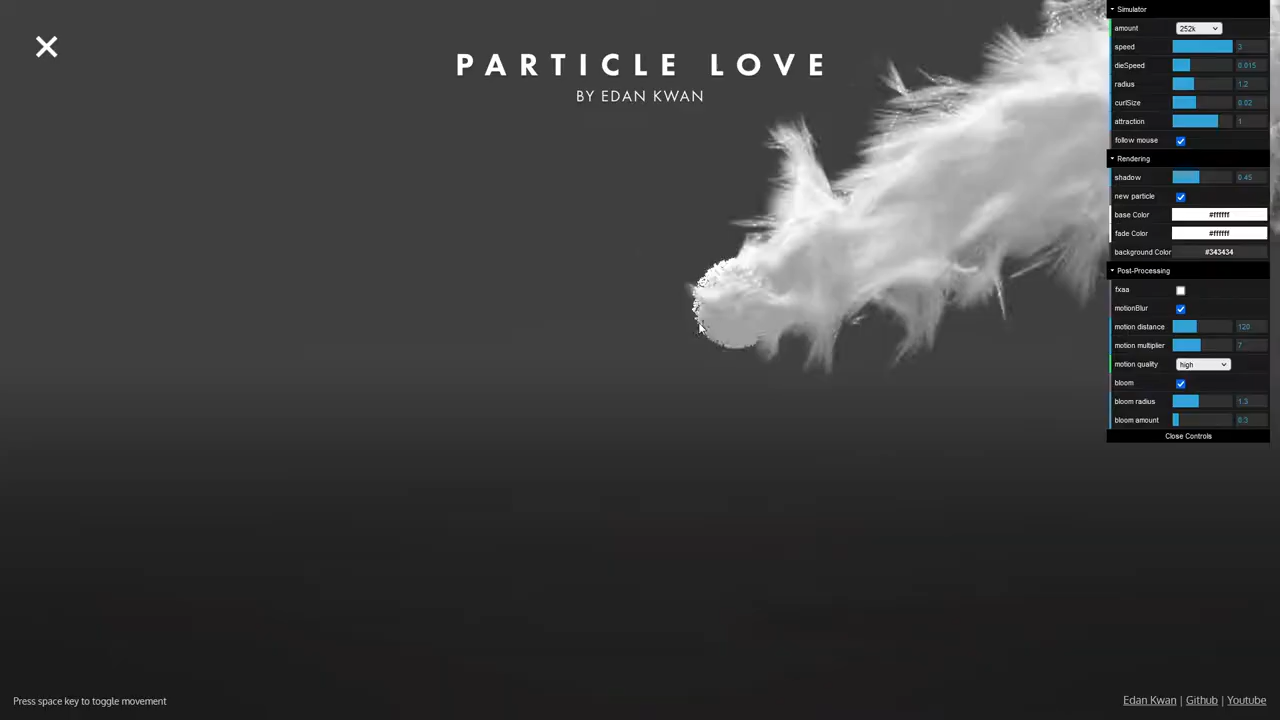 PARTICLE LOVE
BY EDAN KWAN
Simulator
amount 252k
speed 3
dieSpeed 0.015
radius 1.2
curlSize 0.02
attraction 1
follow mouse
Rendering
shadow 0.45
new particle
base Color #ffffff
fade Color #ffffff
background Color #343434
Post-Processing
fxaa
motionBlur
motion distance 120
motion multiplier 7
motion quality high
bloom
bloom radius 1.3
bloom amount 0.3
Close Controls
Press space key to toggle movement
Edan Kwan | Github | Youtube